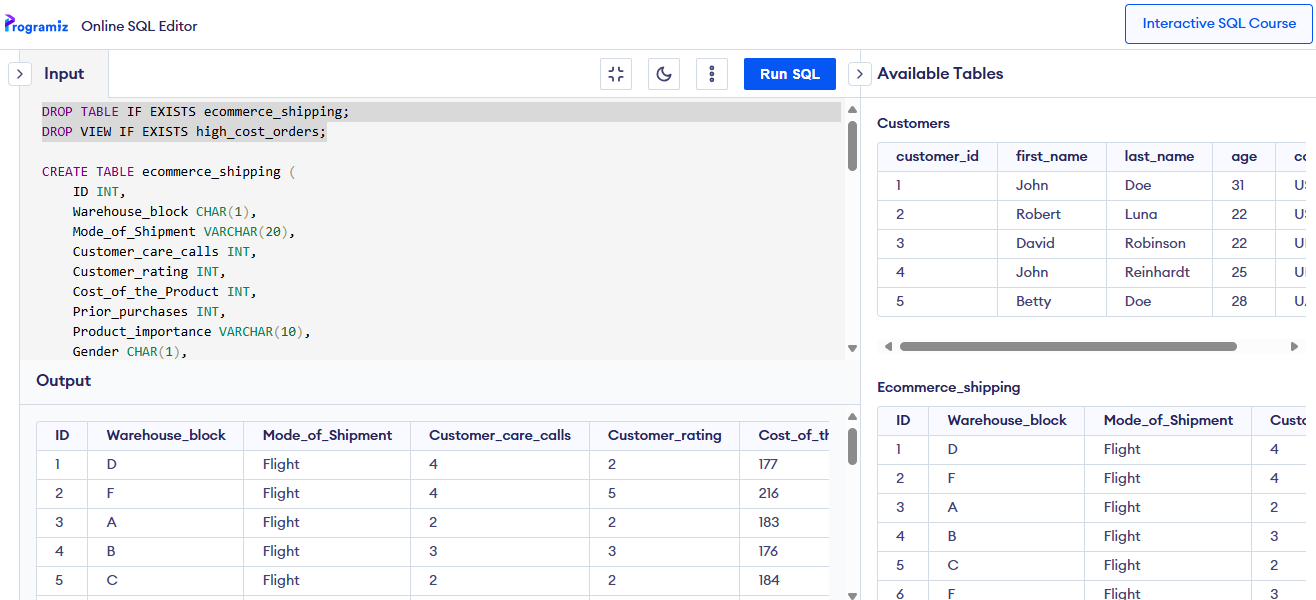 Programiz Online SQL Editor
Interactive SQL Course
Input
Run SQL
DROP TABLE IF EXISTS ecommerce_shipping;
DROP VIEW IF EXISTS high_cost_orders;
CREATE TABLE ecommerce_shipping (
ID INT,
Warehouse_block CHAR(1),
Mode_of_Shipment VARCHAR(20),
Customer_care_calls INT,
Customer_rating INT,
Cost_of_the_Product INT,
Prior_purchases INT,
Product_importance VARCHAR(10),
Gender CHAR(1),
Output
ID Warehouse_block Mode_of_Shipment Customer_care_calls Customer_rating Cost_of_th
1 D Flight 4 2 177
2 F Flight 4 5 216
3 A Flight 2 2 183
4 B Flight 3 3 176
5 C Flight 2 2 184
Available Tables
Customers
customer_id first_name last_name age
1 John Doe 31
2 Robert Luna 22
3 David Robinson 22
4 John Reinhardt 25
5 Betty Doe 28
Ecommerce_shipping
ID Warehouse_block Mode_of_Shipment
1 D Flight 4
2 F Flight 4
3 A Flight 2
4 B Flight 3
5 C Flight 2
6 F Flight 3